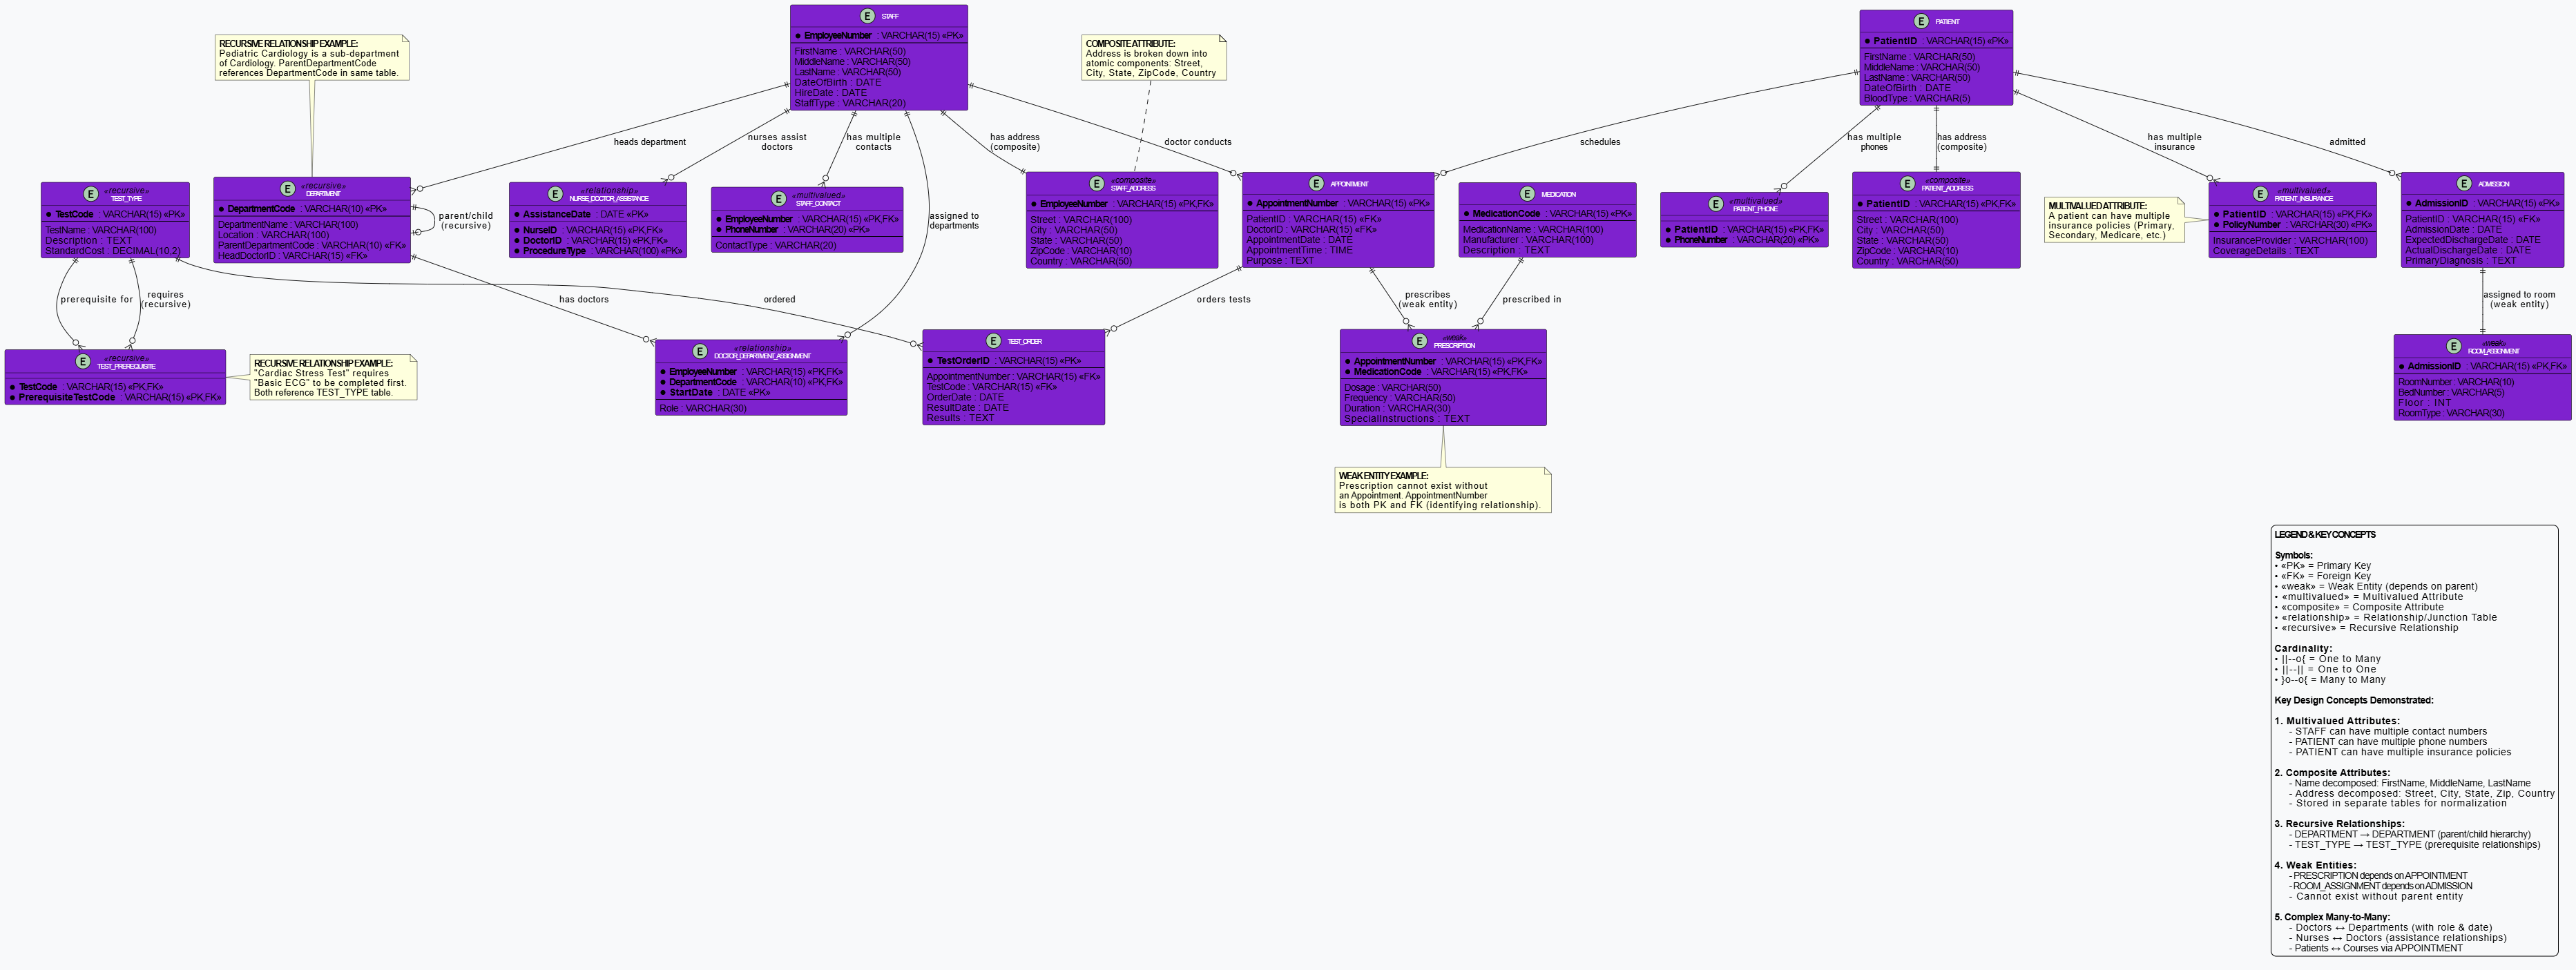 E STAFF
EmployeeNumber : VARCHAR(15) «PK»
FirstName : VARCHAR(50)
MiddleName : VARCHAR(50)
LastName : VARCHAR(50)
DateOfBirth : DATE
HireDate : DATE
StaffType : VARCHAR(20)
E PATIENT
PatientID : VARCHAR(15) «PK»
FirstName : VARCHAR(50)
MiddleName : VARCHAR(50)
LastName : VARCHAR(50)
DateOfBirth : DATE
BloodType : VARCHAR(5)
RECURSIVE RELATIONSHIP EXAMPLE:
Pediatric Cardiology is a sub-department
of Cardiology. ParentDepartmentCode
references DepartmentCode in same table.
COMPOSITE ATTRIBUTE:
Address is broken down into
atomic components: Street,
City, State, ZipCode, Country
heads department
nurses assist
doctors
has multiple
contacts
has address
(composite)
doctor conducts
schedules
has multiple
phones
has address
(composite)
has multiple
insurance
admitted
E «recursive»
TEST_TYPE
TestCode : VARCHAR(15) «PK»
TestName : VARCHAR(100)
Description : TEXT
StandardCost : DECIMAL(10,2)
E «recursive»
DEPARTMENT
DepartmentCode : VARCHAR(10) «PK»
DepartmentName : VARCHAR(100)
Location : VARCHAR(100)
ParentDepartmentCode : VARCHAR(10) «FK»
HeadDoctorID : VARCHAR(15) «FK»
parent/child
(recursive)
E «relationship»
NURSE_DOCTOR_ASSISTANCE
AssistanceDate : DATE «PK»
NurseID : VARCHAR(15) «PK,FK»
DoctorID : VARCHAR(15) «PK,FK»
ProcedureType : VARCHAR(100) «PK»
E «multivalued»
STAFF_CONTACT
EmployeeNumber : VARCHAR(15) «PK,FK»
PhoneNumber : VARCHAR(20) «PK»
ContactType : VARCHAR(20)
assigned to
departments
E «composite»
STAFF_ADDRESS
EmployeeNumber : VARCHAR(15) «PK,FK»
Street : VARCHAR(100)
City : VARCHAR(50)
State : VARCHAR(50)
ZipCode : VARCHAR(10)
Country : VARCHAR(50)
E APPOINTMENT
AppointmentNumber : VARCHAR(15) «PK»
PatientID : VARCHAR(15) «FK»
DoctorID : VARCHAR(15) «FK»
AppointmentDate : DATE
AppointmentTime : TIME
Purpose : TEXT
E MEDICATION
MedicationCode : VARCHAR(15) «PK»
MedicationName : VARCHAR(100)
Manufacturer : VARCHAR(100)
Description : TEXT
E «multivalued»
PATIENT_PHONE
PatientID : VARCHAR(15) «PK,FK»
PhoneNumber : VARCHAR(20) «PK»
E «composite»
PATIENT_ADDRESS
PatientID : VARCHAR(15) «PK,FK»
Street : VARCHAR(100)
City : VARCHAR(50)
State : VARCHAR(50)
ZipCode : VARCHAR(10)
Country : VARCHAR(50)
MULTIVALUED ATTRIBUTE:
A patient can have multiple
insurance policies (Primary,
Secondary, Medicare, etc.)
E «multivalued»
PATIENT_INSURANCE
PatientID : VARCHAR(15) «PK,FK»
PolicyNumber : VARCHAR(30) «PK»
InsuranceProvider : VARCHAR(100)
CoverageDetails : TEXT
E ADMISSION
AdmissionID : VARCHAR(15) «PK»
PatientID : VARCHAR(15) «FK»
AdmissionDate : DATE
ExpectedDischargeDate : DATE
ActualDischargeDate : DATE
PrimaryDiagnosis : TEXT
prerequisite for
requires
(recursive)
has doctors
ordered
orders tests
prescribes
(weak entity)
prescribed in
assigned to room
(weak entity)
E «recursive»
TEST_PREREQUISITE
TestCode : VARCHAR(15) «PK,FK»
PrerequisiteTestCode : VARCHAR(15) «PK,FK»
RECURSIVE RELATIONSHIP EXAMPLE:
"Cardiac Stress Test" requires
"Basic ECG" to be completed first.
Both reference TEST_TYPE table.
E «relationship»
DOCTOR_DEPARTMENT_ASSIGNMENT
EmployeeNumber : VARCHAR(15) «PK,FK»
DepartmentCode : VARCHAR(10) «PK,FK»
StartDate : DATE «PK»
Role : VARCHAR(30)
E TEST_ORDER
TestOrderID : VARCHAR(15) «PK»
AppointmentNumber : VARCHAR(15) «FK»
TestCode : VARCHAR(15) «FK»
OrderDate : DATE
ResultDate : DATE
Results : TEXT
E «weak»
PRESCRIPTION
AppointmentNumber : VARCHAR(15) «PK,FK»
MedicationCode : VARCHAR(15) «PK,FK»
Dosage : VARCHAR(50)
Frequency : VARCHAR(50)
Duration : VARCHAR(30)
SpecialInstructions : TEXT
E «weak»
ROOM_ASSIGNMENT
AdmissionID : VARCHAR(15) «PK,FK»
RoomNumber : VARCHAR(10)
BedNumber : VARCHAR(5)
Floor : INT
RoomType : VARCHAR(30)
WEAK ENTITY EXAMPLE:
Prescription cannot exist without
an Appointment. AppointmentNumber
is both PK and FK (identifying relationship).
LEGEND & KEY CONCEPTS
Symbols:
• «PK» = Primary Key
• «FK» = Foreign Key
• «weak» = Weak Entity (depends on parent)
• «multivalued» = Multivalued Attribute
• «composite» = Composite Attribute
• «relationship» = Relationship/Junction Table
• «recursive» = Recursive Relationship
Cardinality:
• ||--o{ = One to Many
• ||--|| = One to One
• }o--o{ = Many to Many
Key Design Concepts Demonstrated:
1. Multivalued Attributes:
- STAFF can have multiple contact numbers
- PATIENT can have multiple phone numbers
- PATIENT can have multiple insurance policies
2. Composite Attributes:
- Name decomposed: FirstName, MiddleName, LastName
- Address decomposed: Street, City, State, Zip, Country
- Stored in separate tables for normalization
3. Recursive Relationships:
- DEPARTMENT → DEPARTMENT (parent/child hierarchy)
- TEST_TYPE → TEST_TYPE (prerequisite relationships)
4. Weak Entities:
- PRESCRIPTION depends on APPOINTMENT
- ROOM_ASSIGNMENT depends on ADMISSION
- Cannot exist without parent entity
5. Complex Many-to-Many:
- Doctors ↔ Departments (with role & date)
- Nurses ↔ Doctors (assistance relationships)
- Patients ↔ Courses via APPOINTMENT